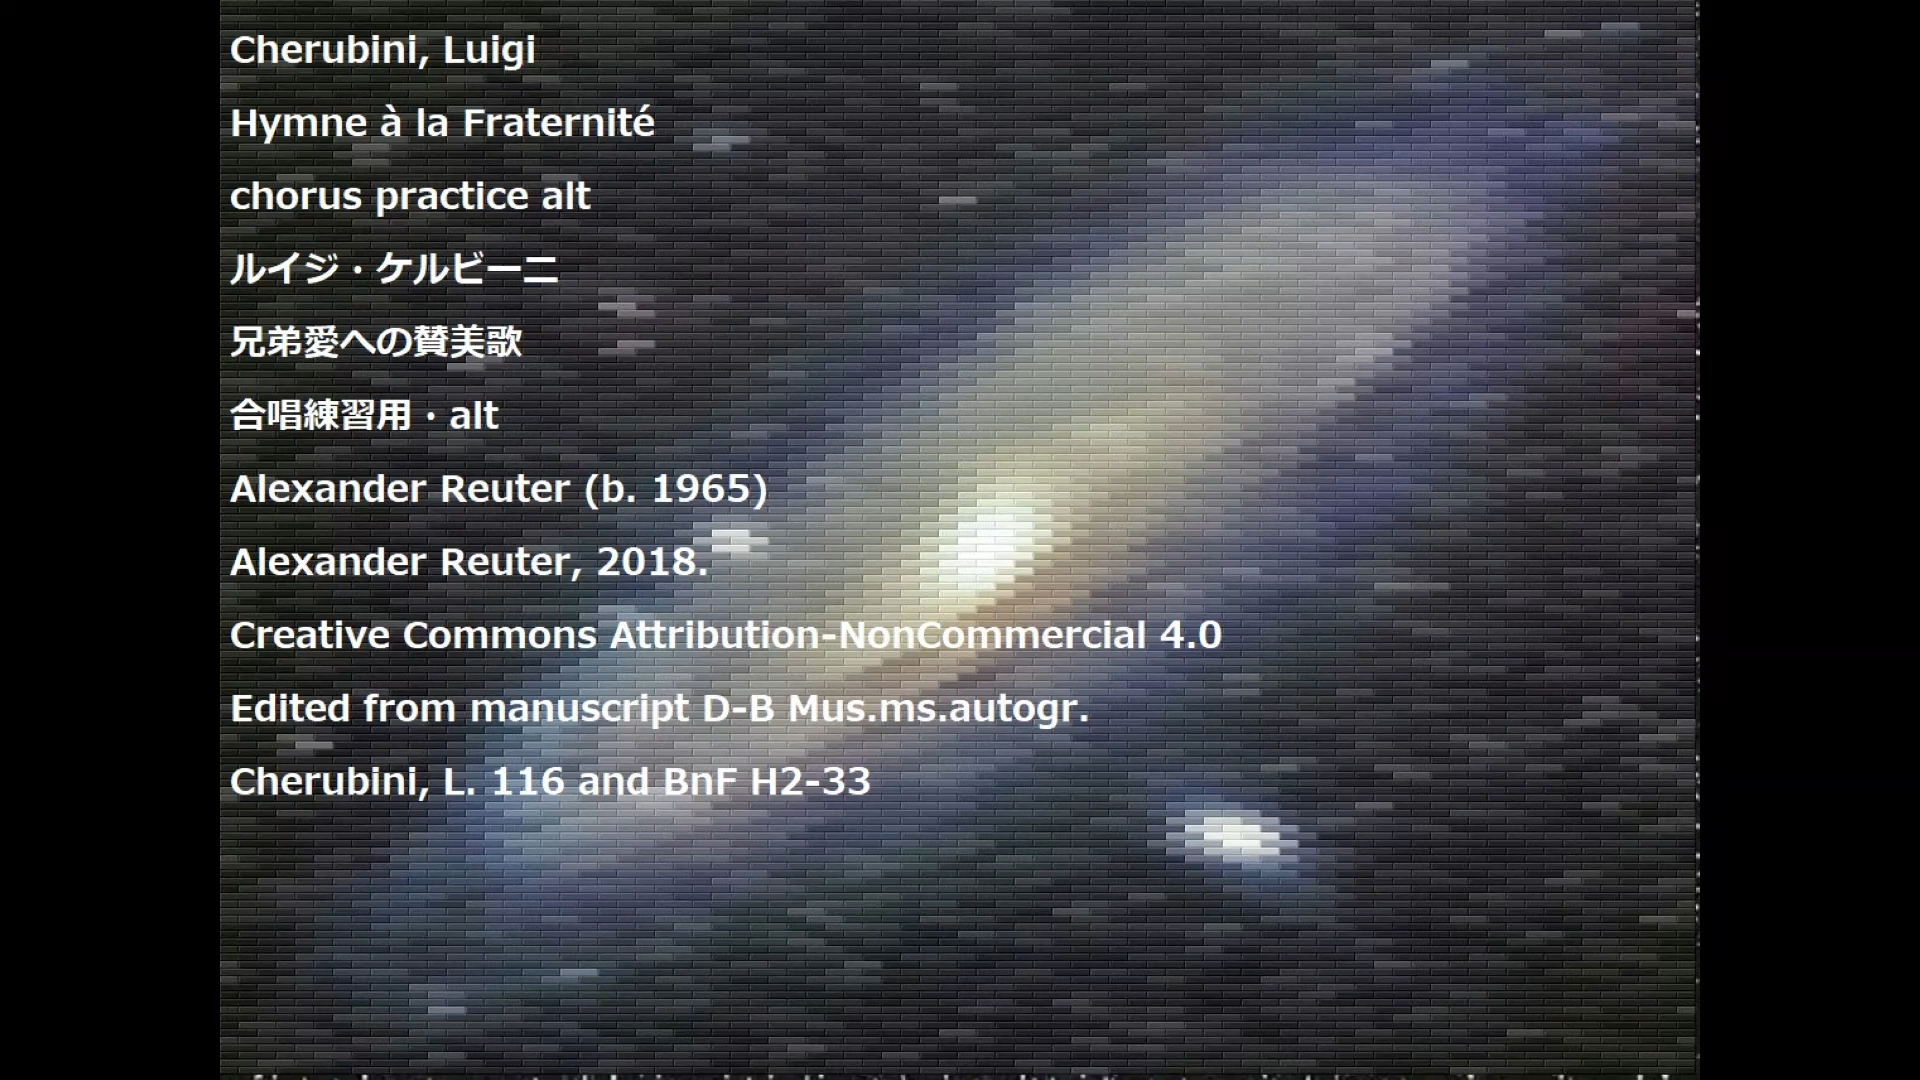 Cherubini, Luigi
Hymne à la Fraternité
chorus practice alt
ルイジ・ケルビーニ
兄弟愛への賛美歌
合唱練習用・alt
Alexander Reuter (b. 1965)
Alexander Reuter, 2018.
Creative Commons Attribution-NonCommercial 4.0
Edited from manuscript D-B Mus.ms.autogr.
Cherubini, L. 116 and BnF H2-33